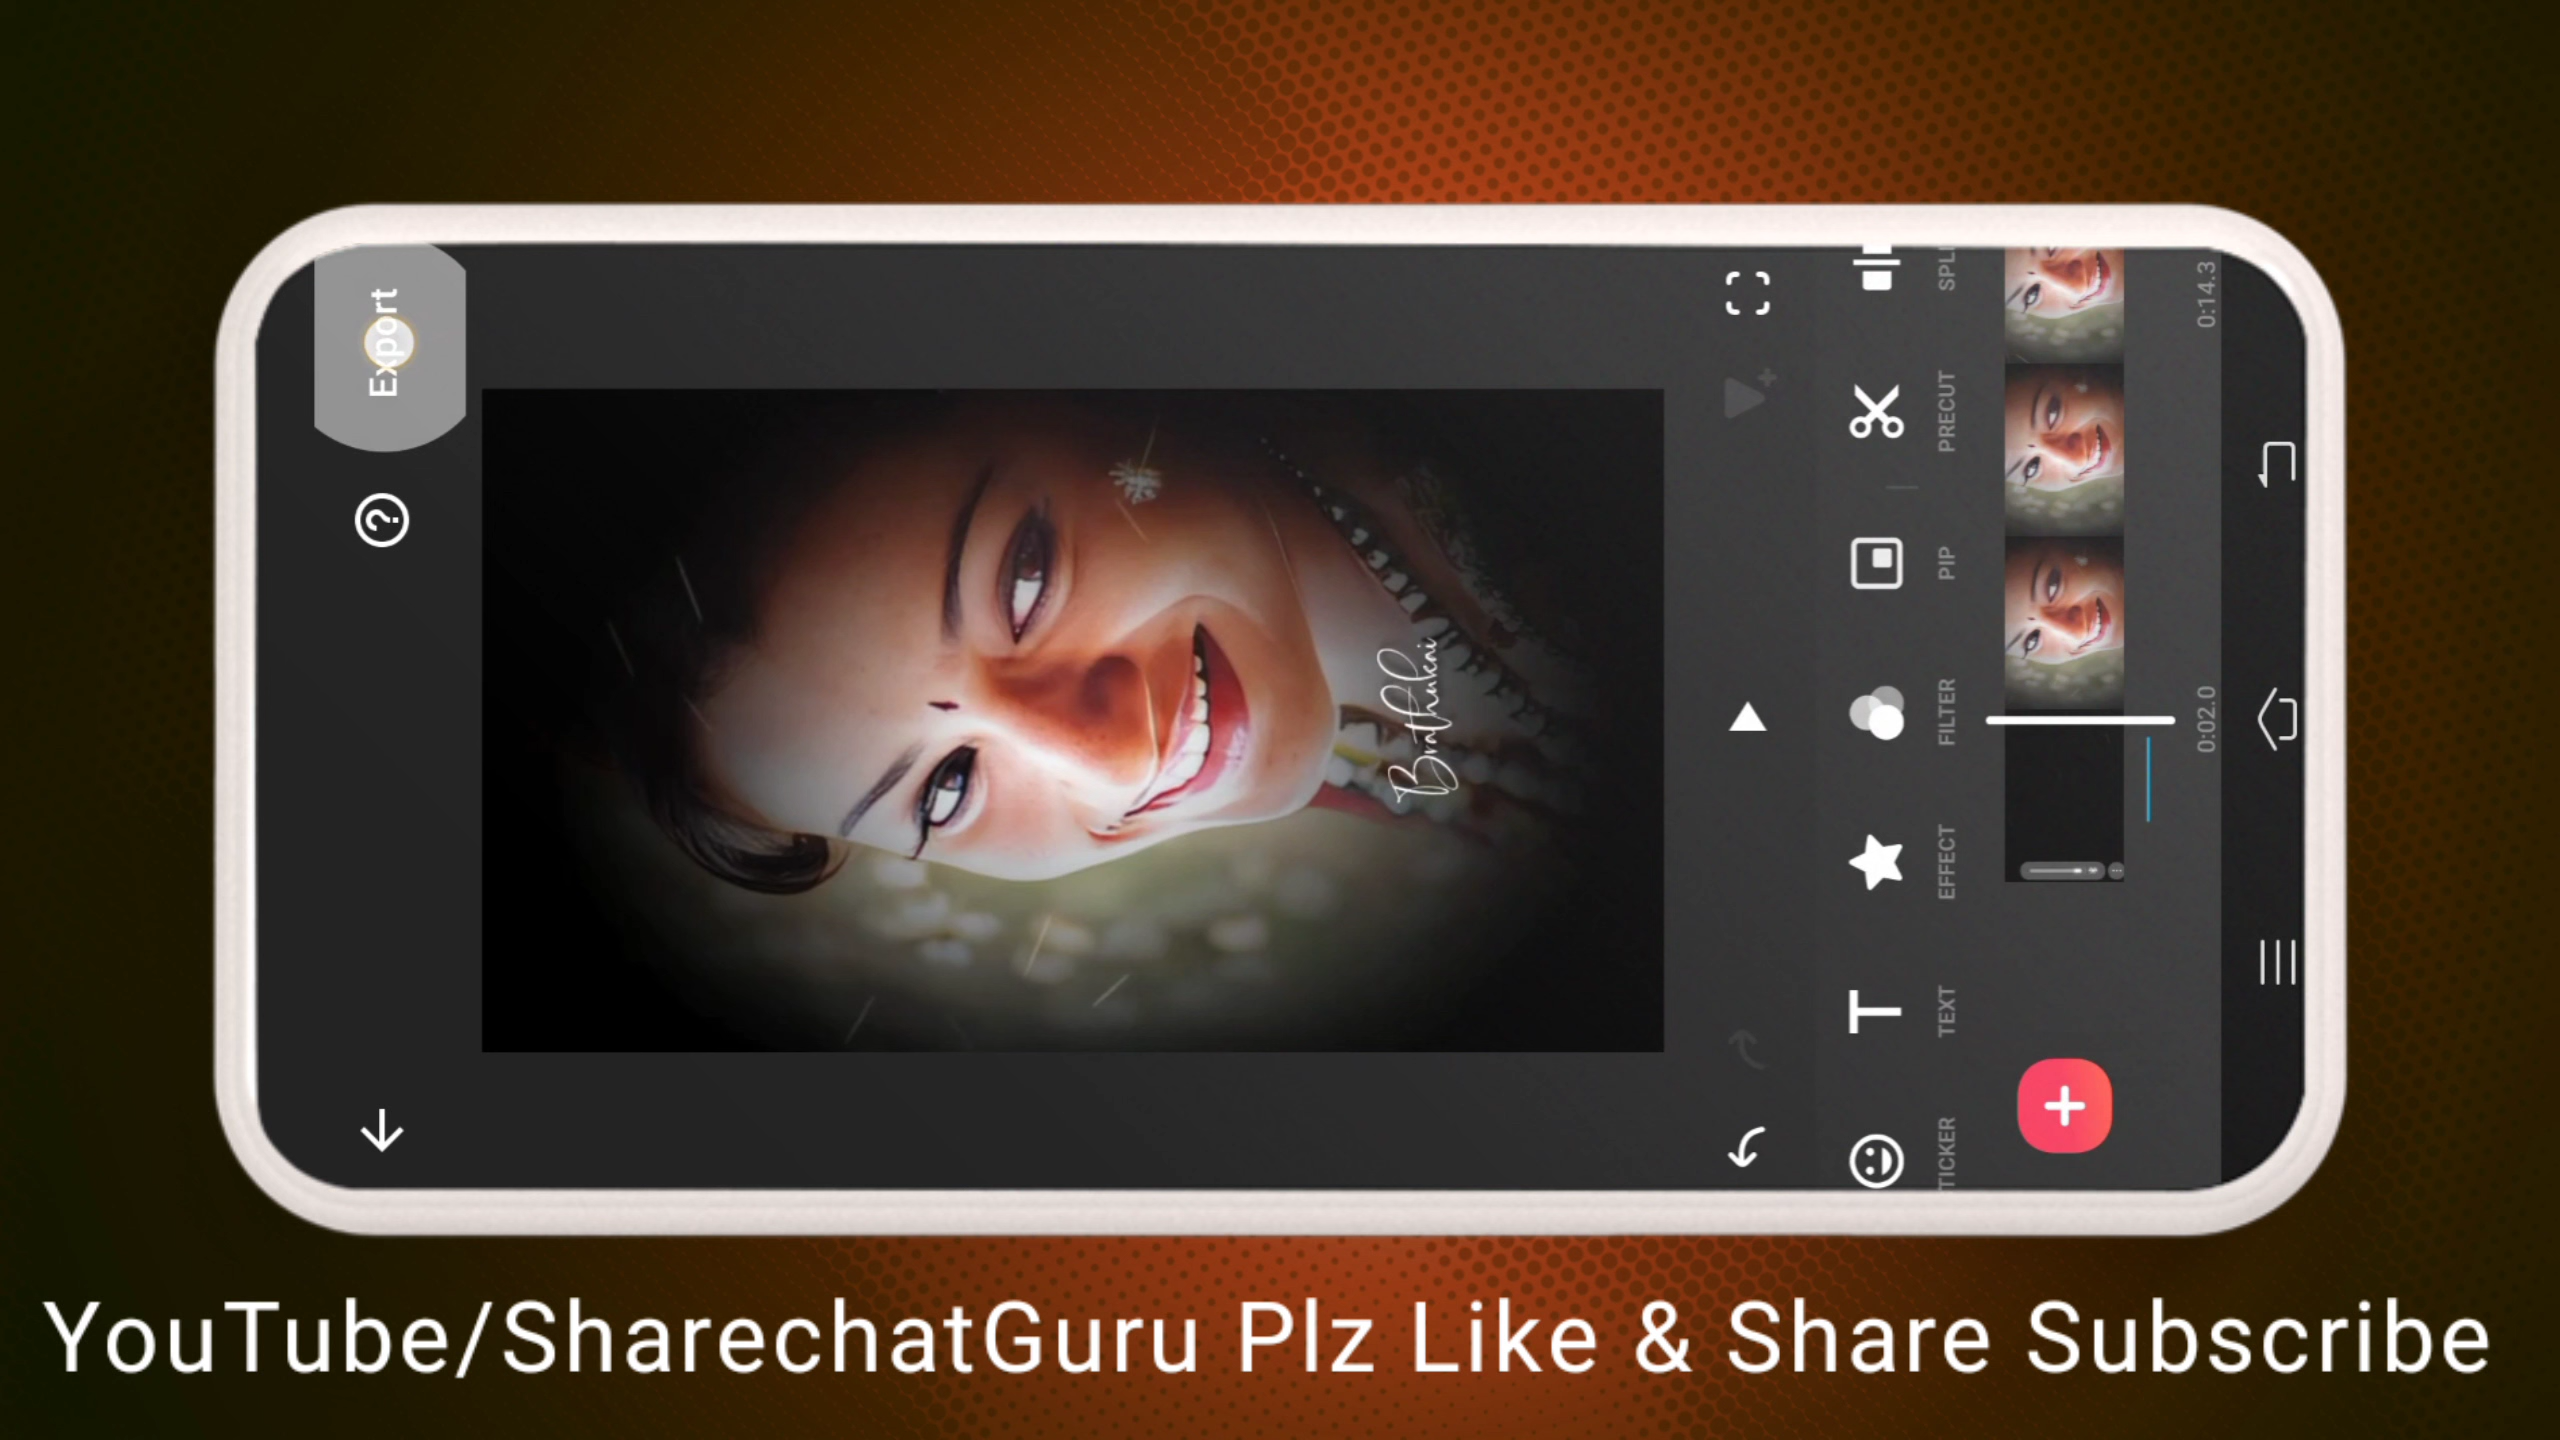 Export
Brathukai
SPLI
PRECUT
PIP
FILTER
EFFECT
TEXT
TICKER
0:14.3
0:02.0
YouTube/SharechatGuru Plz Like & Share Subscribe